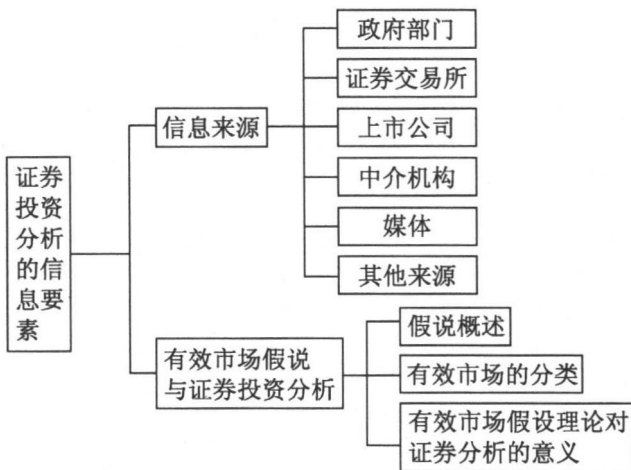 证券
投资
分析
的信
息要
素
信息来源
政府部门
证券交易所
上市公司
中介机构
媒体
其他来源
有效市场假说
与证券投资分析
假说概述
有效市场的分类
有效市场假设理论对
证券分析的意义